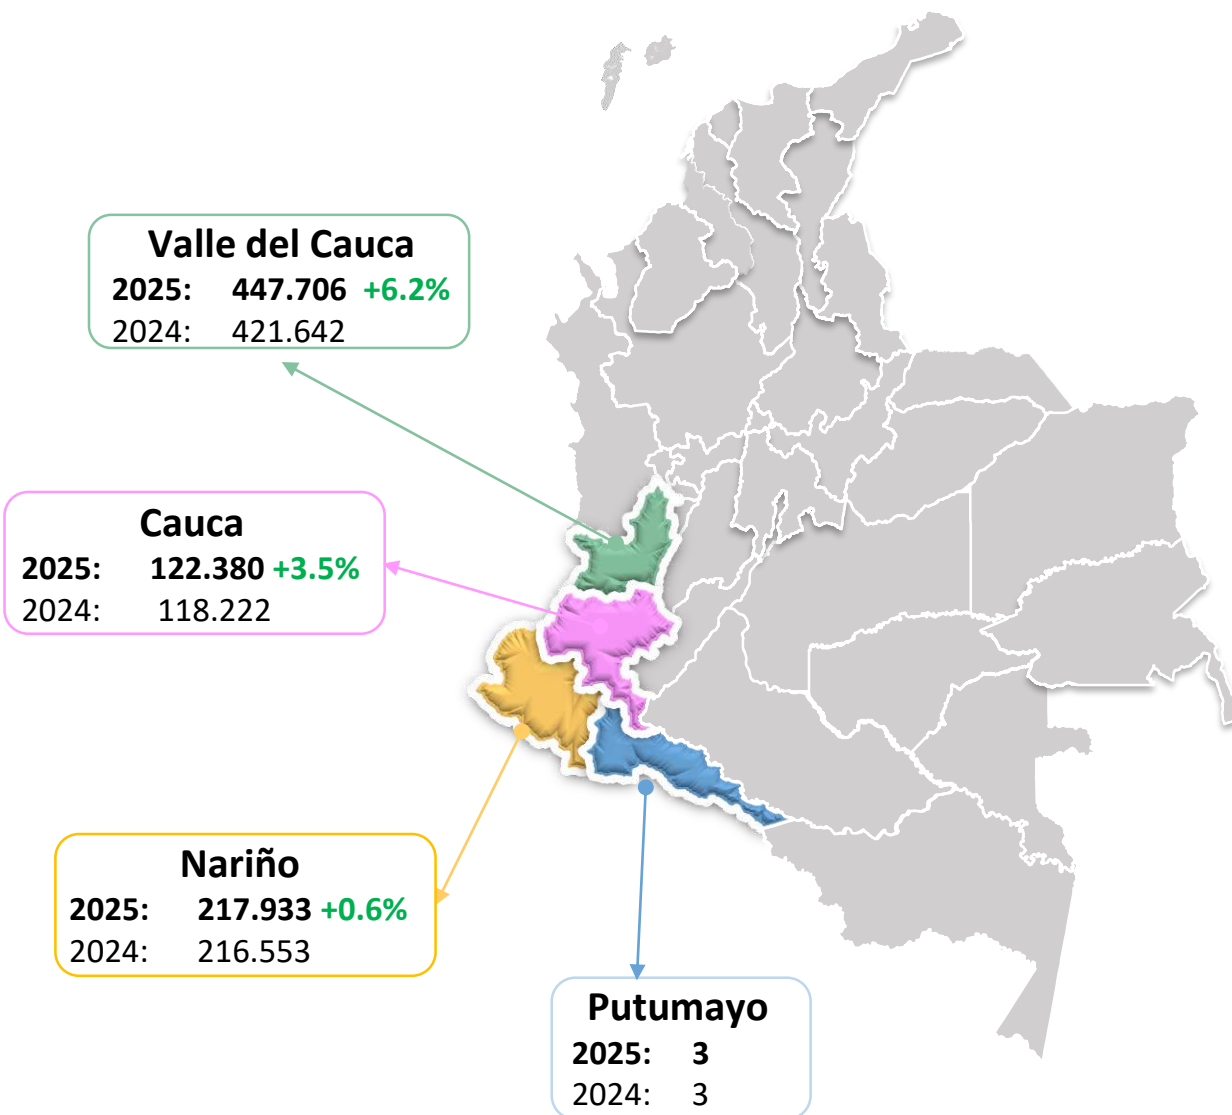 Valle del Cauca
2025: 447.706 +6.2%
2024: 421.642
Cauca
2025: 122.380 +3.5%
2024: 118.222
Nariño
2025: 217.933 +0.6%
2024: 216.553
Putumayo
2025: 3
2024: 3